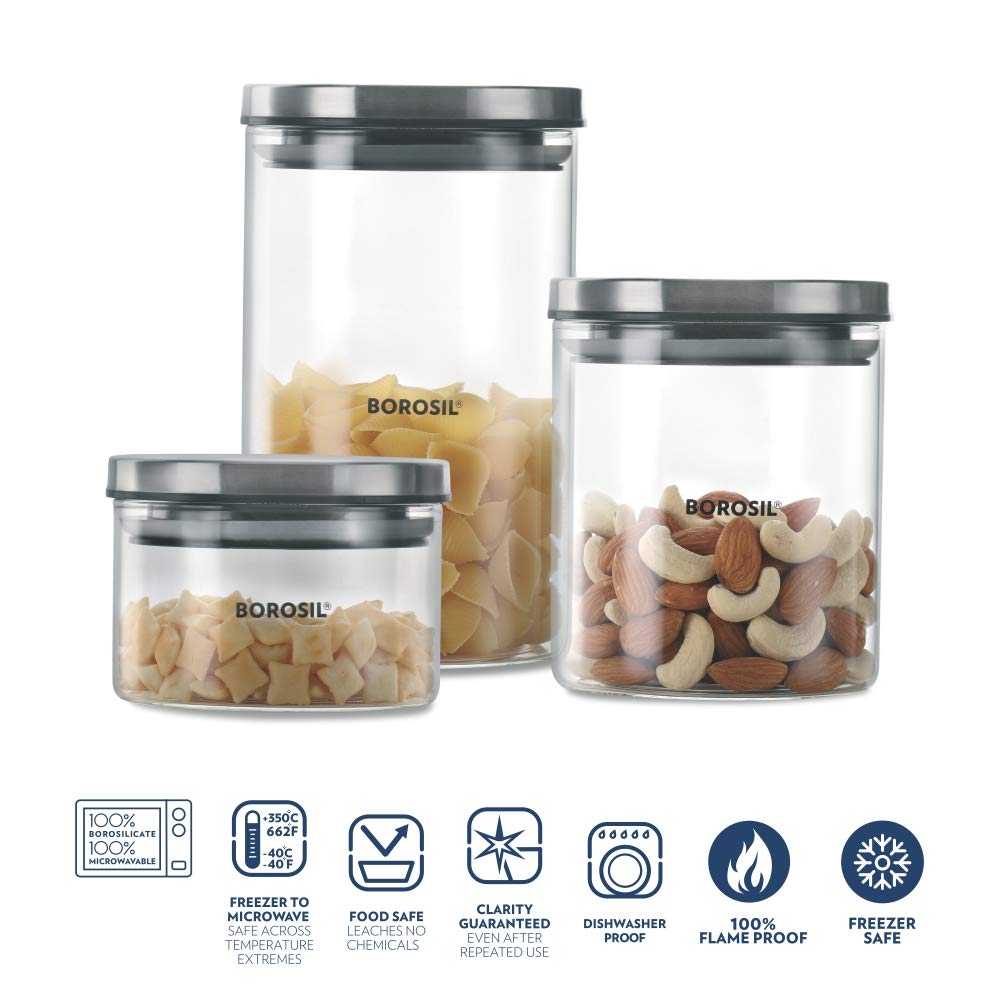 BOROSIL®
BOROSIL®
BOROSIL®
100%
BOROSILICATE
100%
MICROWAVABLE
+350°C
662F
-40°C
-40°F
FREEZER TO
MICROWAVE
SAFE ACROSS
TEMPERATURE
EXTREMES
FOOD SAFE
LEACHES NO
CHEMICALS
CLARITY
GUARANTEED
EVEN AFTER
REPEATED USE
DISHWASHER
PROOF
100%
FLAME PROOF
FREEZER
SAFE